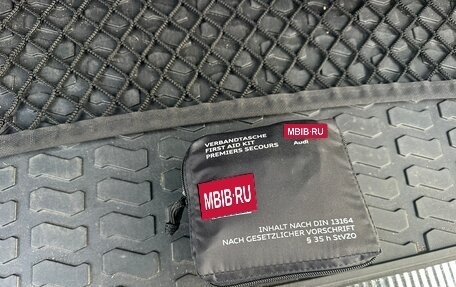 VERBANDTASCHE
FIRST AID KIT
PREMIERS SECOURS
MBIB·RU
Audi
MBIB·RU
INHALT NACH DIN 13164
NACH GESETZLICHER VORSCHRIFT
§ 35 h StVZO